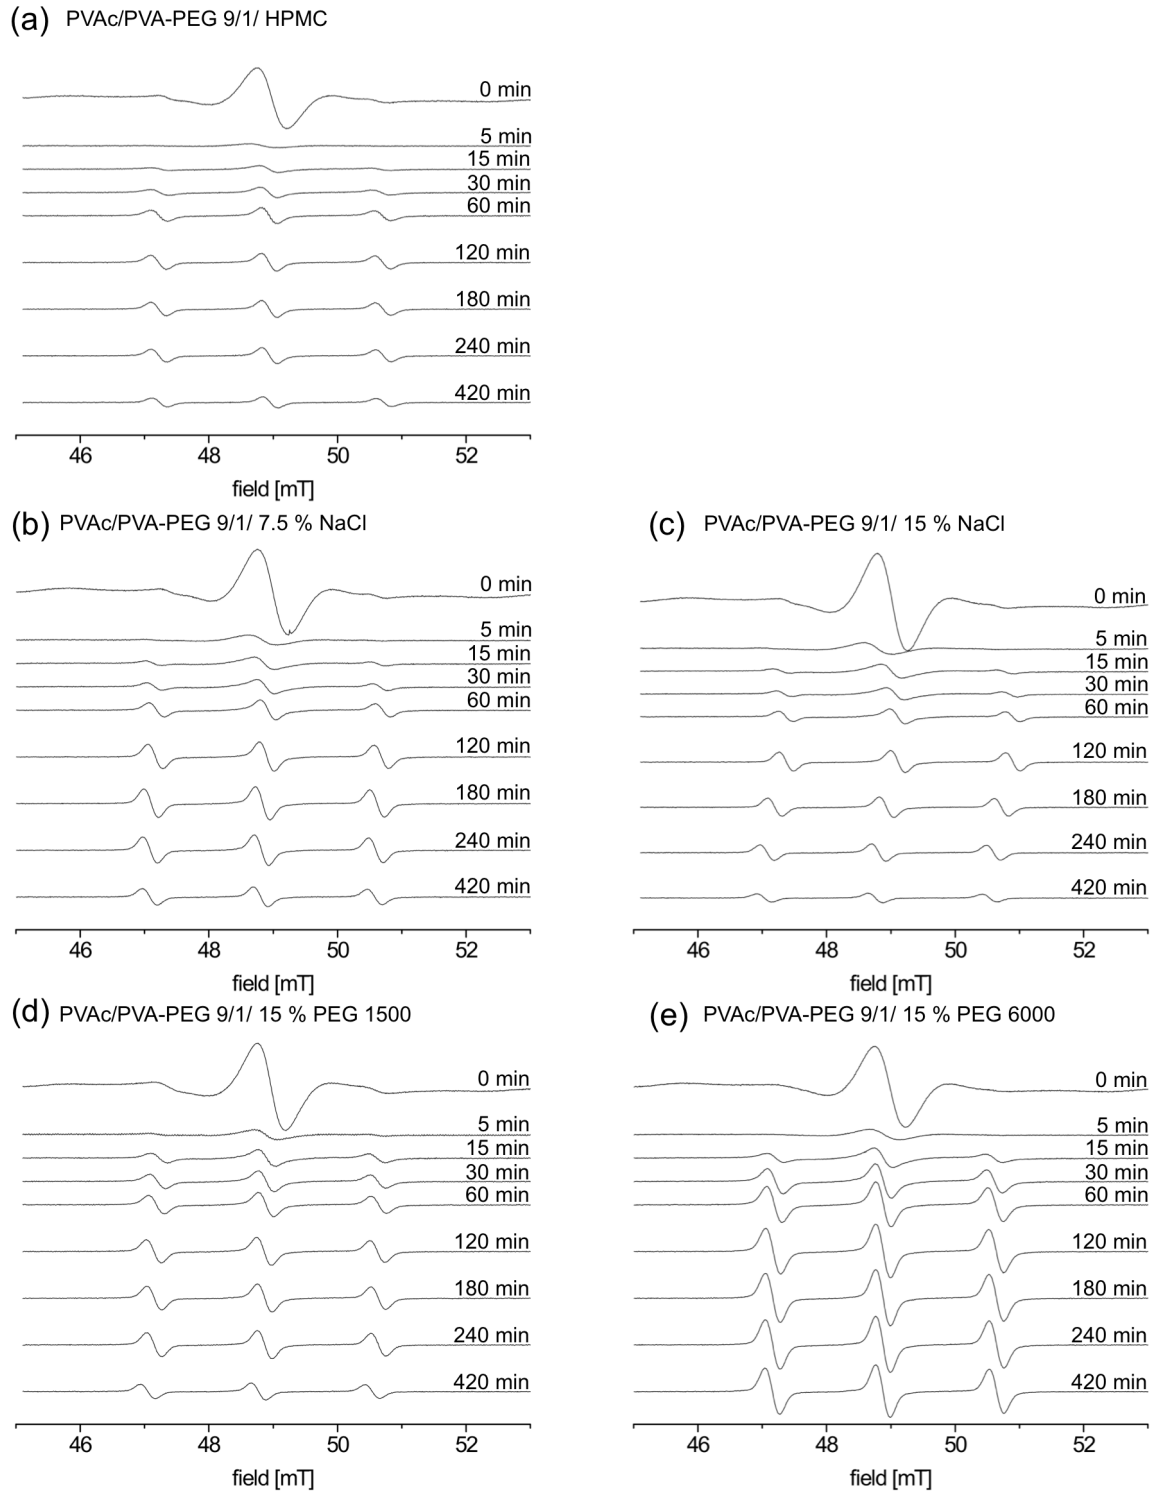 (a) PVAc/PVA-PEG 9/1/ HPMC
0 min
5 min
15 min
30 min
60 min
120 min
180 min
240 min
420 min
46 48 50 52
field [mT]
(b) PVAc/PVA-PEG 9/1/ 7.5 % NaCl
0 min
5 min
15 min
30 min
60 min
120 min
180 min
240 min
420 min
46 48 50 52
field [mT]
(c) PVAc/PVA-PEG 9/1/ 15 % NaCl
0 min
5 min
15 min
30 min
60 min
120 min
180 min
240 min
420 min
46 48 50 52
field [mT]
(d) PVAc/PVA-PEG 9/1/ 15 % PEG 1500
0 min
5 min
15 min
30 min
60 min
120 min
180 min
240 min
420 min
46 48 50 52
field [mT]
(e) PVAc/PVA-PEG 9/1/ 15 % PEG 6000
0 min
5 min
15 min
30 min
60 min
120 min
180 min
240 min
420 min
46 48 50 52
field [mT]